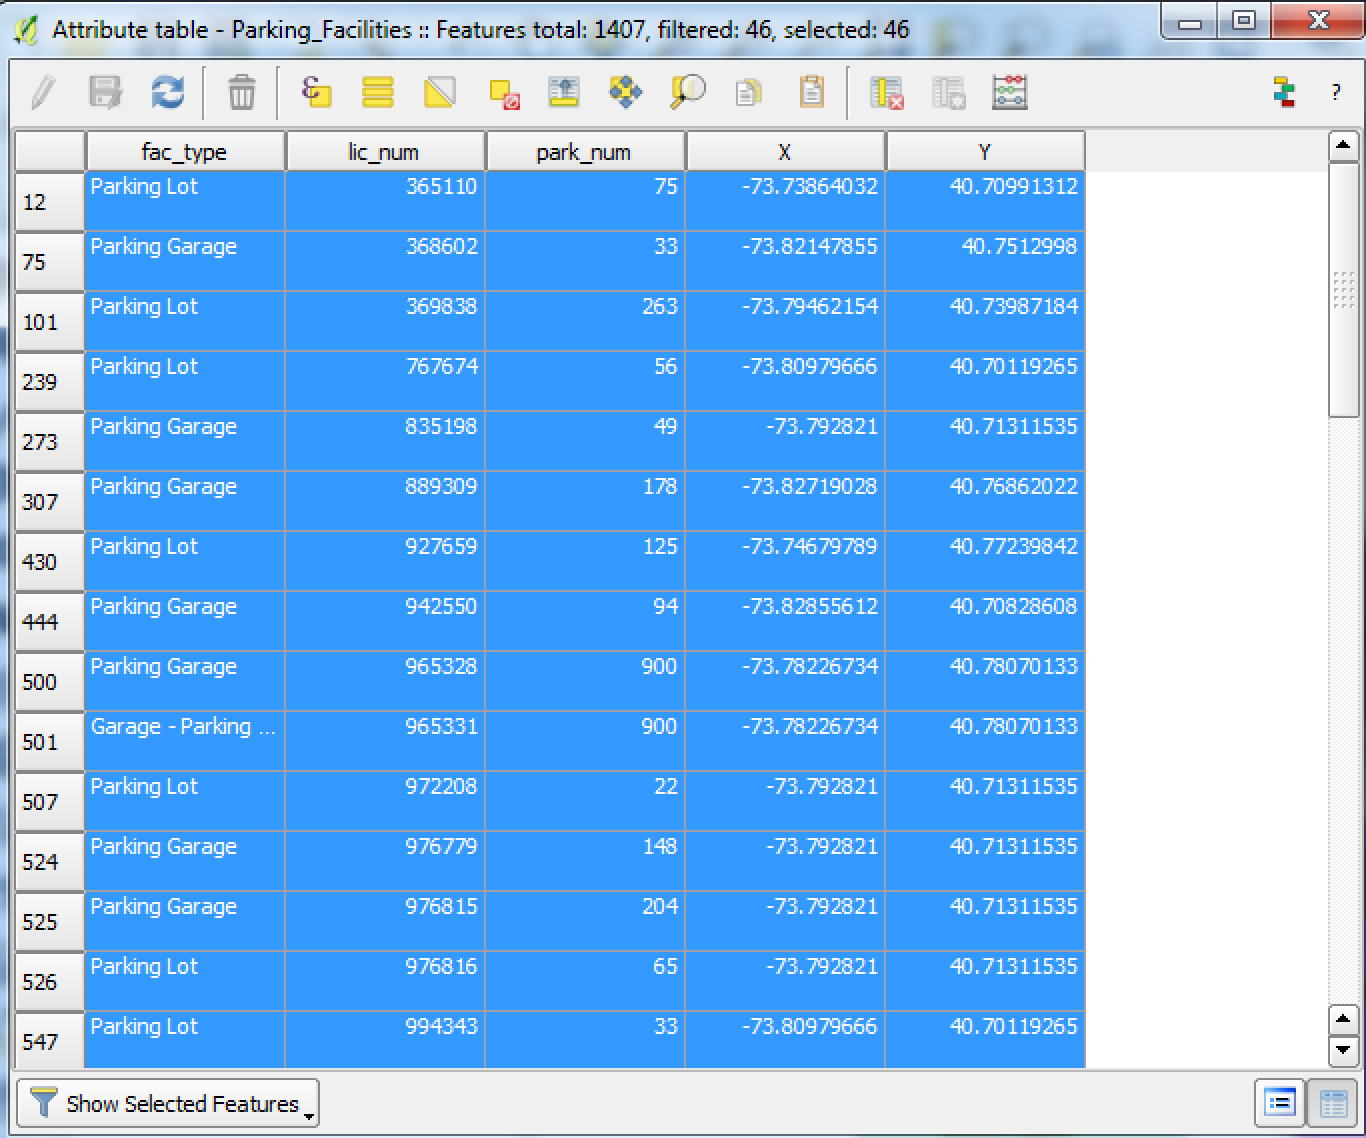 Attribute table - Parking_Facilities :: Features total: 1407, filtered: 46, selected: 46
ε
?
fac_type lic_num park_num X Y
12 Parking Lot 365110 75 -73.73864032 40.70991312
75 Parking Garage 368602 33 -73.82147855 40.7512998
101 Parking Lot 369838 263 -73.79462154 40.73987184
239 Parking Lot 767674 56 -73.80979666 40.70119265
273 Parking Garage 835198 49 -73.792821 40.71311535
307 Parking Garage 889309 178 -73.82719028 40.76862022
430 Parking Lot 927659 125 -73.74679789 40.77239842
444 Parking Garage 942550 94 -73.82855612 40.70828608
500 Parking Garage 965328 900 -73.78226734 40.78070133
501 Garage - Parking ... 965331 900 -73.78226734 40.78070133
507 Parking Lot 972208 22 -73.792821 40.71311535
524 Parking Garage 976779 148 -73.792821 40.71311535
525 Parking Garage 976815 204 -73.792821 40.71311535
526 Parking Lot 976816 65 -73.792821 40.71311535
547 Parking Lot 994343 33 -73.80979666 40.70119265
Show Selected Features